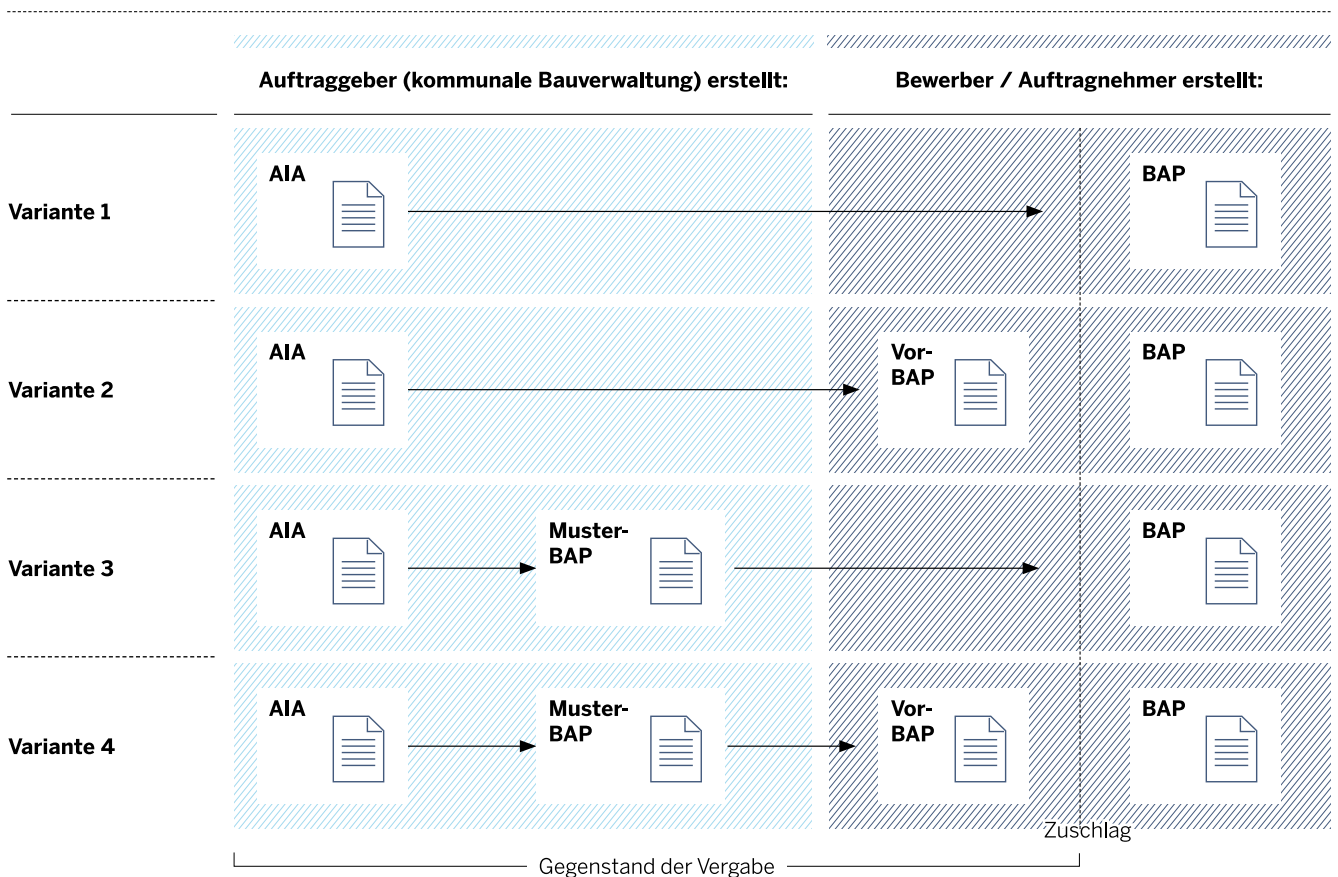 Auftraggeber (kommunale Bauverwaltung) erstellt:
Bewerber / Auftragnehmer erstellt:
Variante 1
AIA
BAP
Variante 2
AIA
Vor-
BAP
BAP
Variante 3
AIA
Muster-
BAP
BAP
Variante 4
AIA
Muster-
BAP
Vor-
BAP
BAP
Zuschlag
Gegenstand der Vergabe